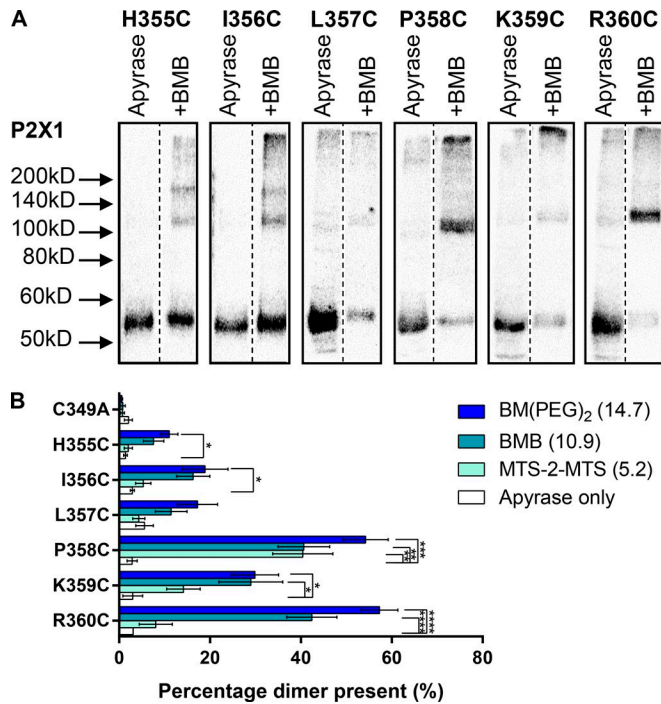 A
H355C I356C L357C P358C K359C R360C
Apyrase +BMB Apyrase +BMB Apyrase +BMB Apyrase +BMB Apyrase +BMB Apyrase +BMB
P2X1
200kD
140kD
100kD
80kD
60kD
50kD
B
C349A
H355C
I356C
L357C
P358C
K359C
R360C
BM(PEG)₂ (14.7)
BMB (10.9)
MTS-2-MTS (5.2)
Apyrase only
*
*
*
*
0 20 40 60 80
Percentage dimer present (%)